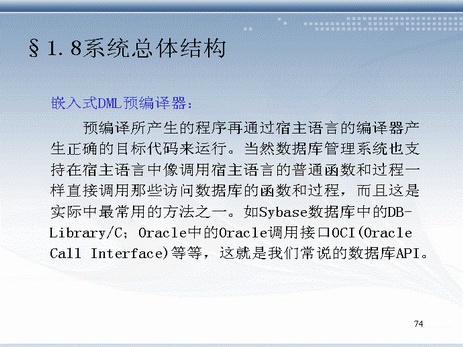 §1.8系统总体结构
嵌入式DML预编译器：
预编译所产生的程序再通过宿主语言的编译器产
生正确的目标代码来运行。当然数据库管理系统也支
持在宿主语言中像调用宿主语言的普通函数和过程一
样直接调用那些访问数据库的函数和过程，而且这是
实际中最常用的方法之一。如Sybase数据库中的DB-
Library/C；Oracle中的Oracle调用接口OCI(Oracle
Call Interface)等等，这就是我们常说的数据库API。
74